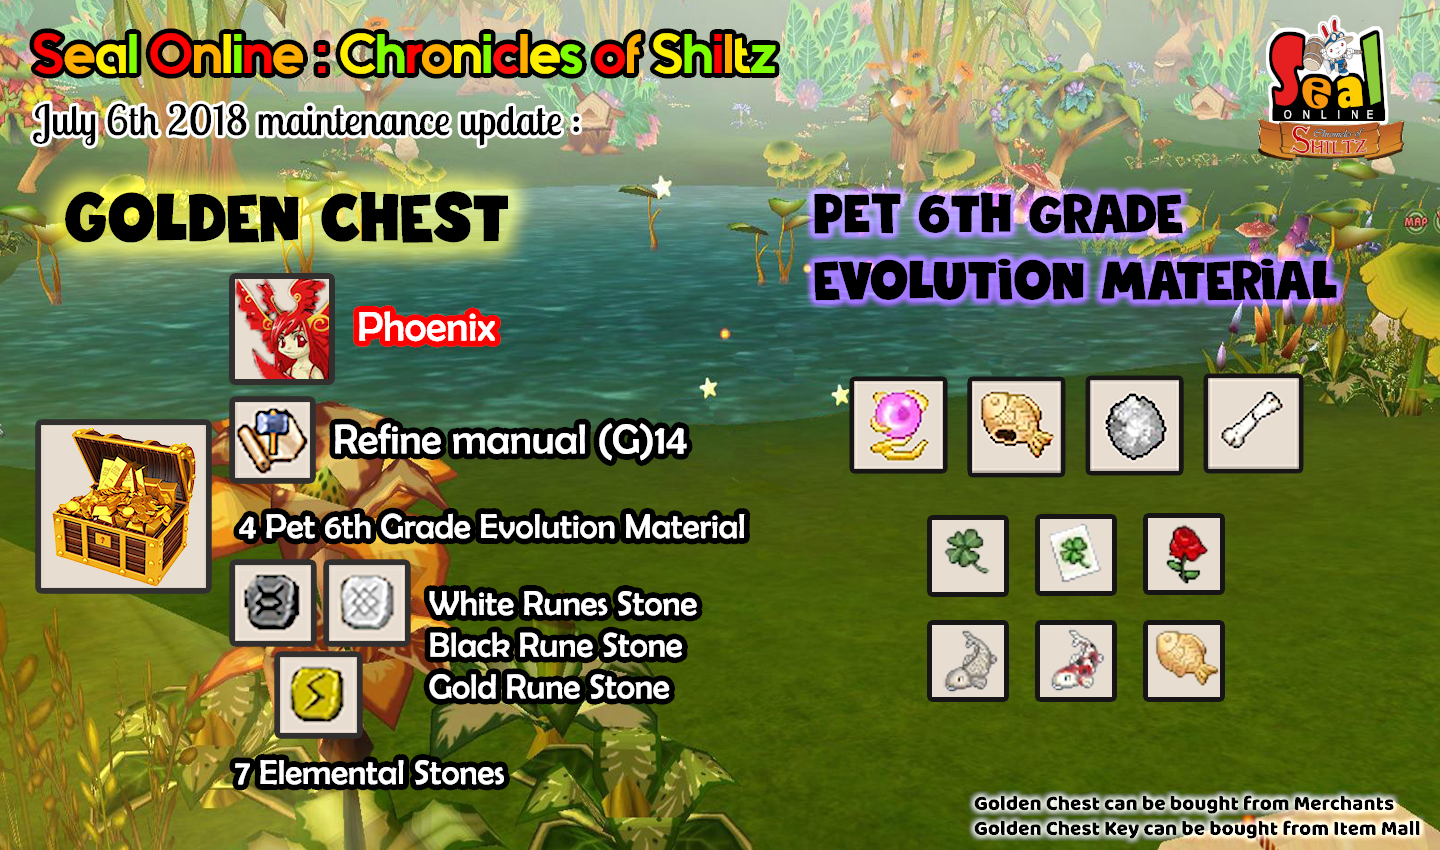 Seal Online : Chronicles of Shiltz
July 6th 2018 maintenance update :
Seal
ONLINE
Chronicles of
SHILTZ
GOLDEN CHEST
Phoenix
Refine manual (G)14
4 Pet 6th Grade Evolution Material
White Runes Stone
Black Rune Stone
Gold Rune Stone
7 Elemental Stones
PET 6TH GRADE
EVOLUTiON MATERiAL
MAP
Golden Chest can be bought from Merchants
Golden Chest Key can be bought from Item Mall